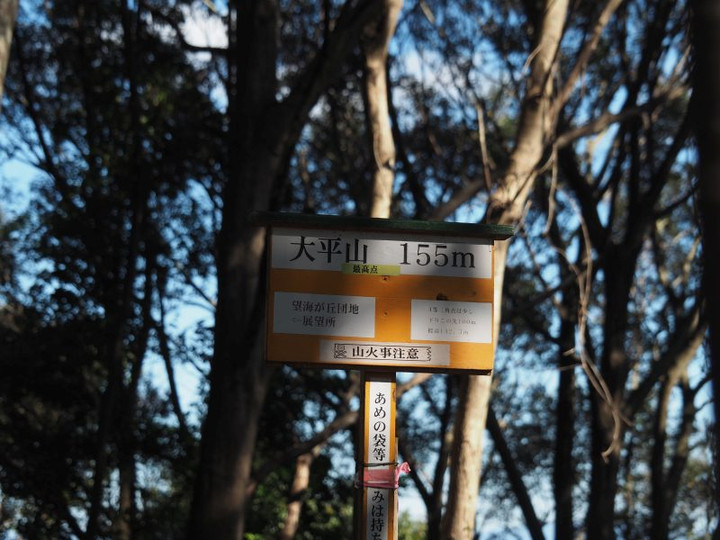 大平山 155m
最高点
望海が丘団地
←展望所
山火事注意
あめの袋等
みは持